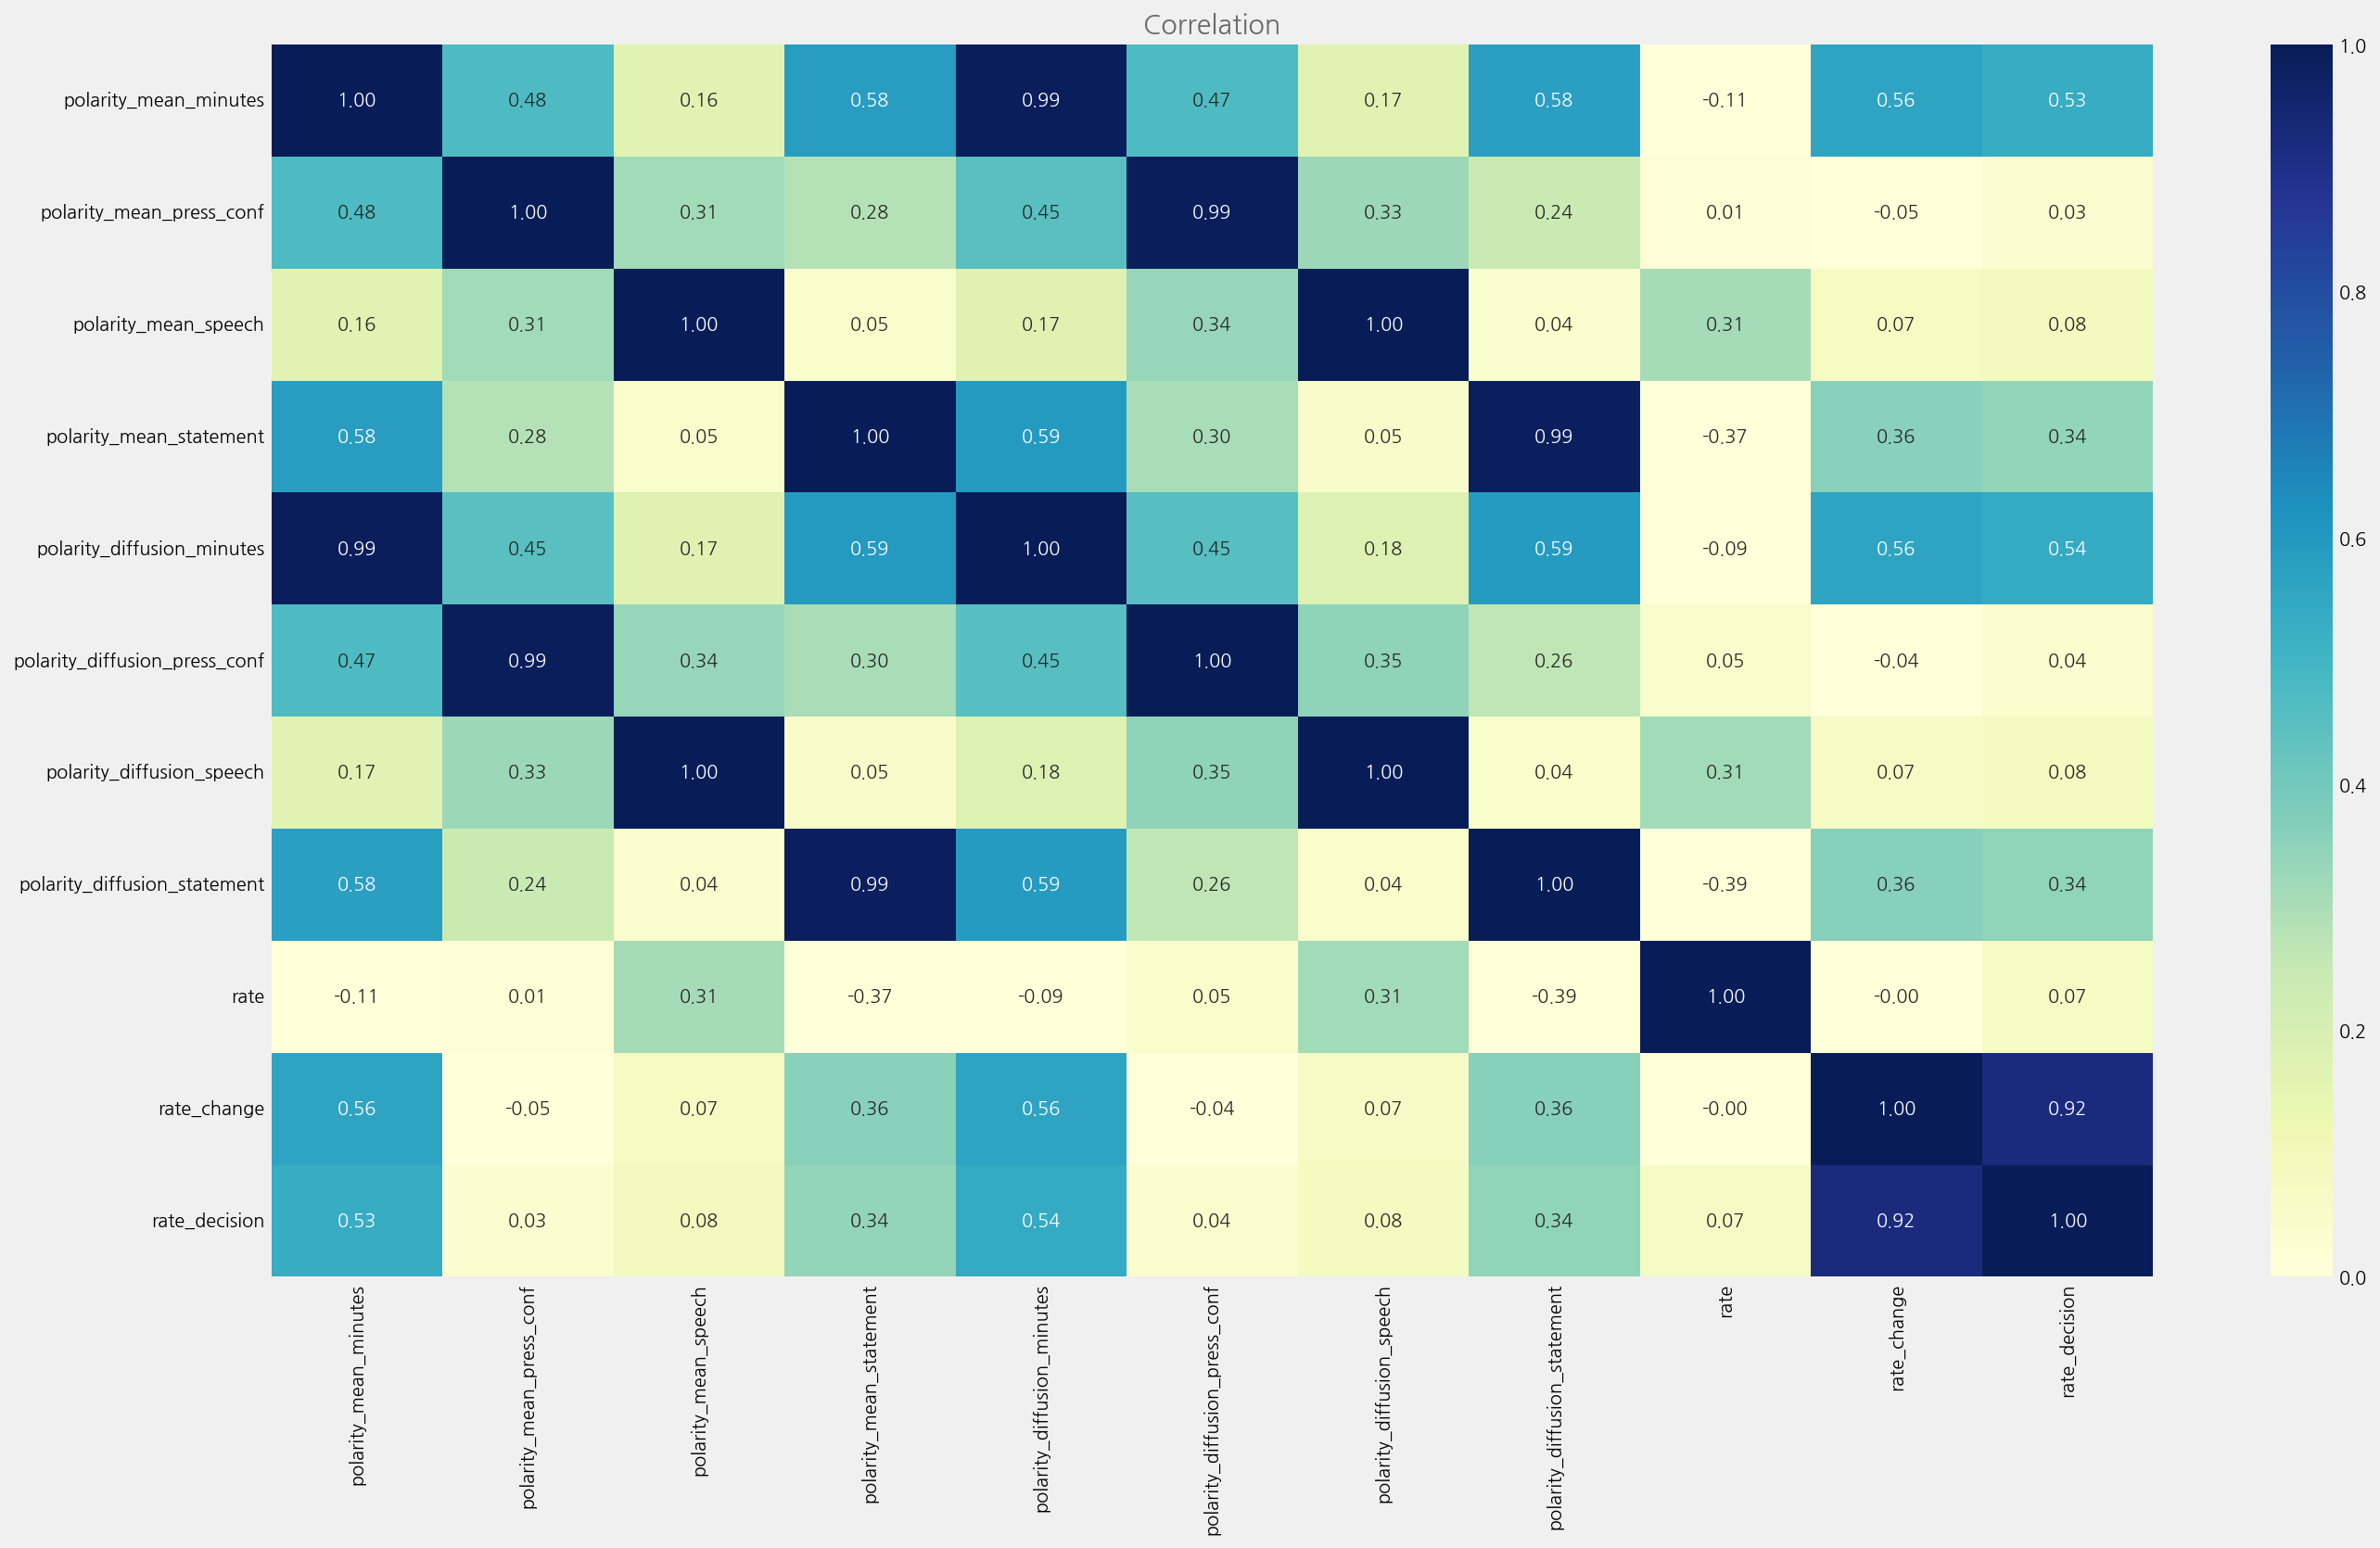 Correlation
polarity_mean_minutes 1.00 0.48 0.16 0.58 0.99 0.47 0.17 0.58 -0.11 0.56 0.53
polarity_mean_press_conf 0.48 1.00 0.31 0.28 0.45 0.99 0.33 0.24 0.01 -0.05 0.03
polarity_mean_speech 0.16 0.31 1.00 0.05 0.17 0.34 1.00 0.04 0.31 0.07 0.08
polarity_mean_statement 0.58 0.28 0.05 1.00 0.59 0.30 0.05 0.99 -0.37 0.36 0.34
polarity_diffusion_minutes 0.99 0.45 0.17 0.59 1.00 0.45 0.18 0.59 -0.09 0.56 0.54
polarity_diffusion_press_conf 0.47 0.99 0.34 0.30 0.45 1.00 0.35 0.26 0.05 -0.04 0.04
polarity_diffusion_speech 0.17 0.33 1.00 0.05 0.18 0.35 1.00 0.04 0.31 0.07 0.08
polarity_diffusion_statement 0.58 0.24 0.04 0.99 0.59 0.26 0.04 1.00 -0.39 0.36 0.34
rate -0.11 0.01 0.31 -0.37 -0.09 0.05 0.31 -0.39 1.00 -0.00 0.07
rate_change 0.56 -0.05 0.07 0.36 0.56 -0.04 0.07 0.36 -0.00 1.00 0.92
rate_decision 0.53 0.03 0.08 0.34 0.54 0.04 0.08 0.34 0.07 0.92 1.00
polarity_mean_minutes
polarity_mean_press_conf
polarity_mean_speech
polarity_mean_statement
polarity_diffusion_minutes
polarity_diffusion_press_conf
polarity_diffusion_speech
polarity_diffusion_statement
rate
rate_change
rate_decision
1.0
0.8
0.6
0.4
0.2
0.0